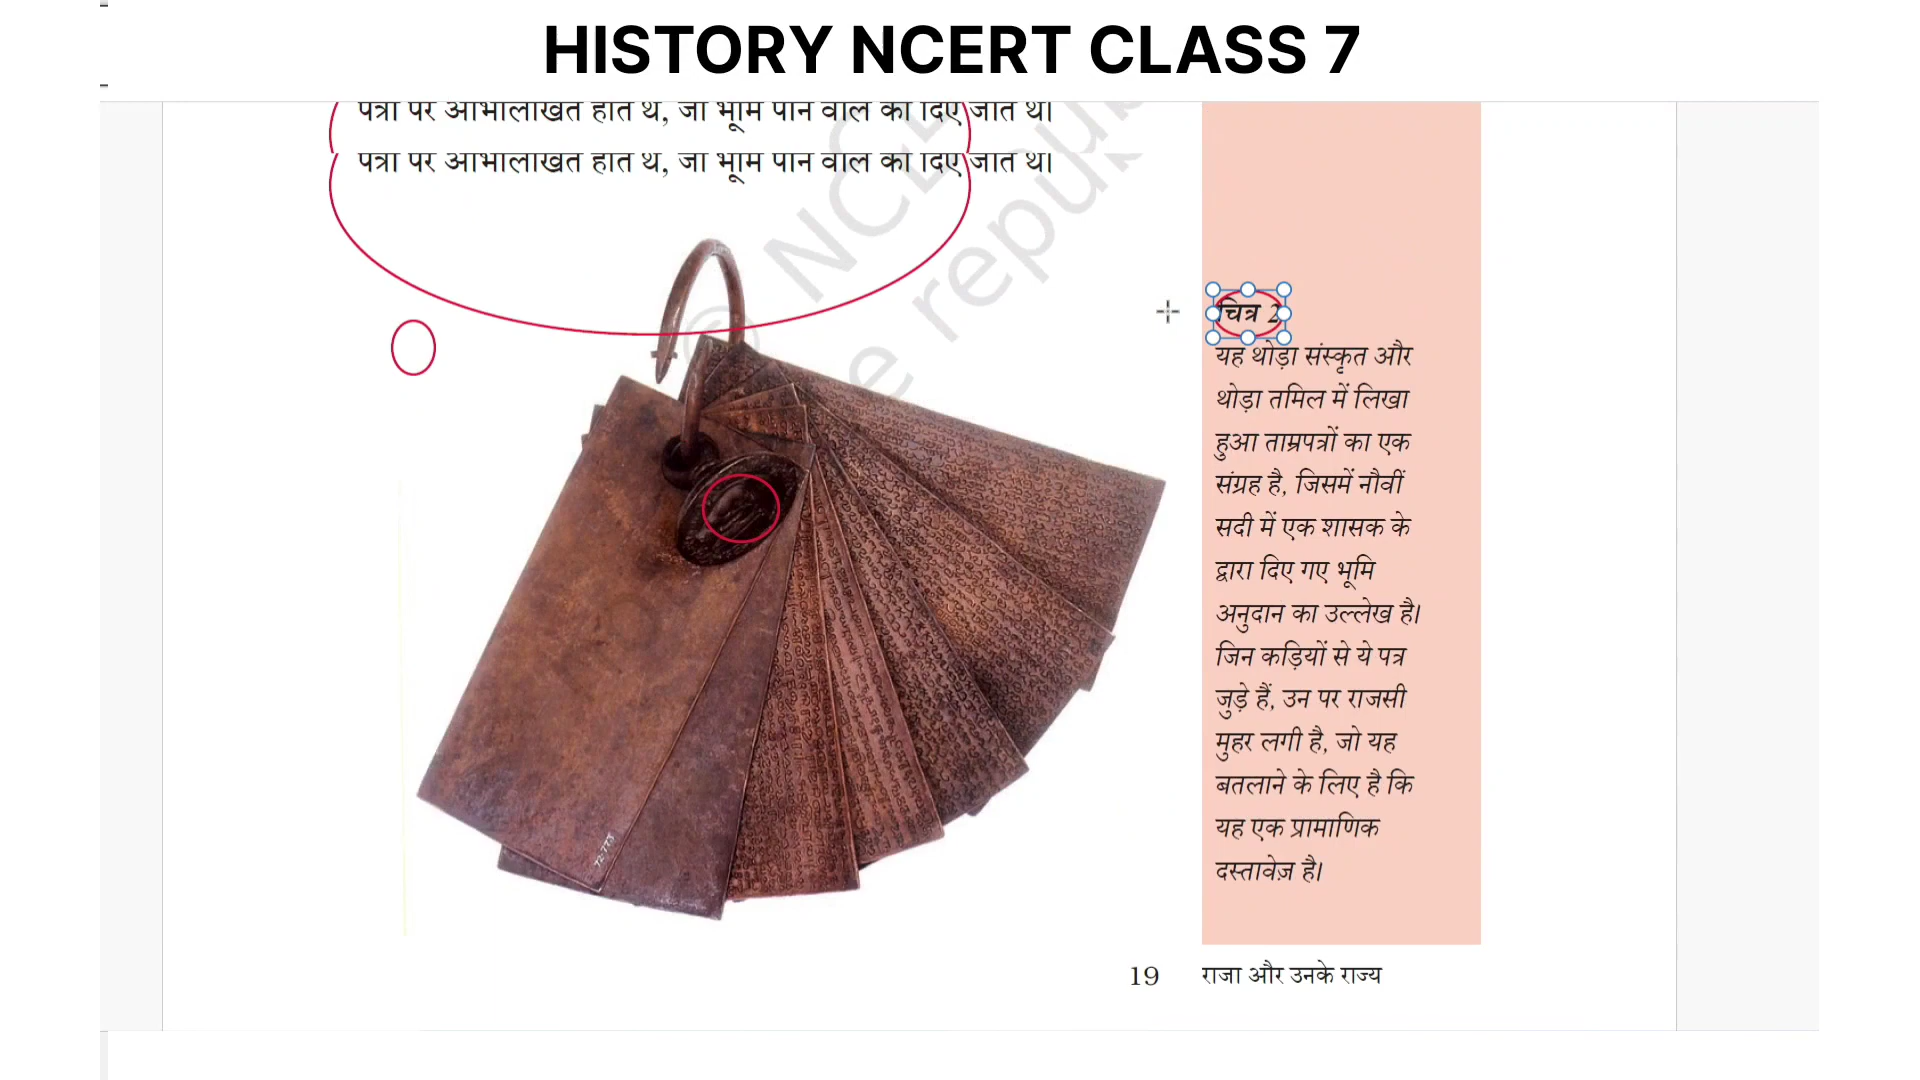 HISTORY NCERT CLASS 7
पत्रों पर अभिलिखित होते थे, जो भूमि पाने वाले को दिए जाते थे।
पत्रों पर अभिलिखित होते थे, जो भूमि पाने वाले को दिए जाते थे।
चित्र 2
यह थोड़ा संस्कृत और
थोड़ा तमिल में लिखा
हुआ ताम्रपत्रों का एक
संग्रह है, जिसमें नौवीं
सदी में एक शासक के
द्वारा दिए गए भूमि
अनुदान का उल्लेख है।
जिन कड़ियों से ये पत्र
जुड़े हैं, उन पर राजसी
मुहर लगी है, जो यह
बतलाने के लिए है कि
यह एक प्रामाणिक
दस्तावेज़ है।
19 राजा और उनके राज्य